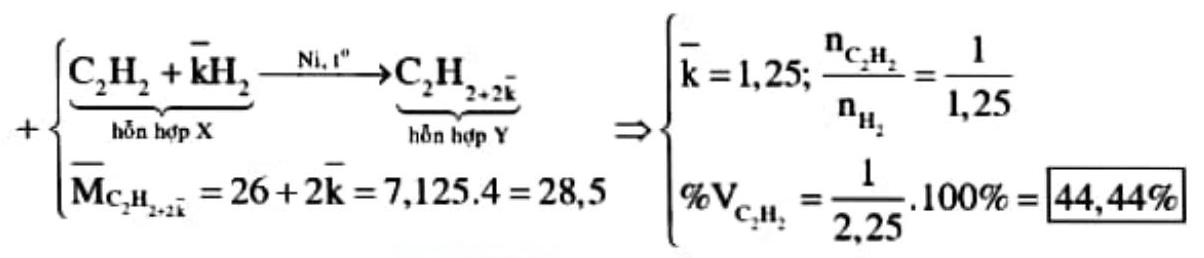 + { C₂H₂ + k̄H₂ —Ni, t°→ C₂H₂₊₂k̄
hỗn hợp X hỗn hợp Y
M̄C₂H₂₊₂k̄ = 26 + 2k̄ = 7,125.4 = 28,5
⇒ { k̄ = 1,25; nC₂H₂ / nH₂ = 1 / 1,25
%VC₂H₂ = 1 / 2,25 .100% = 44,44%